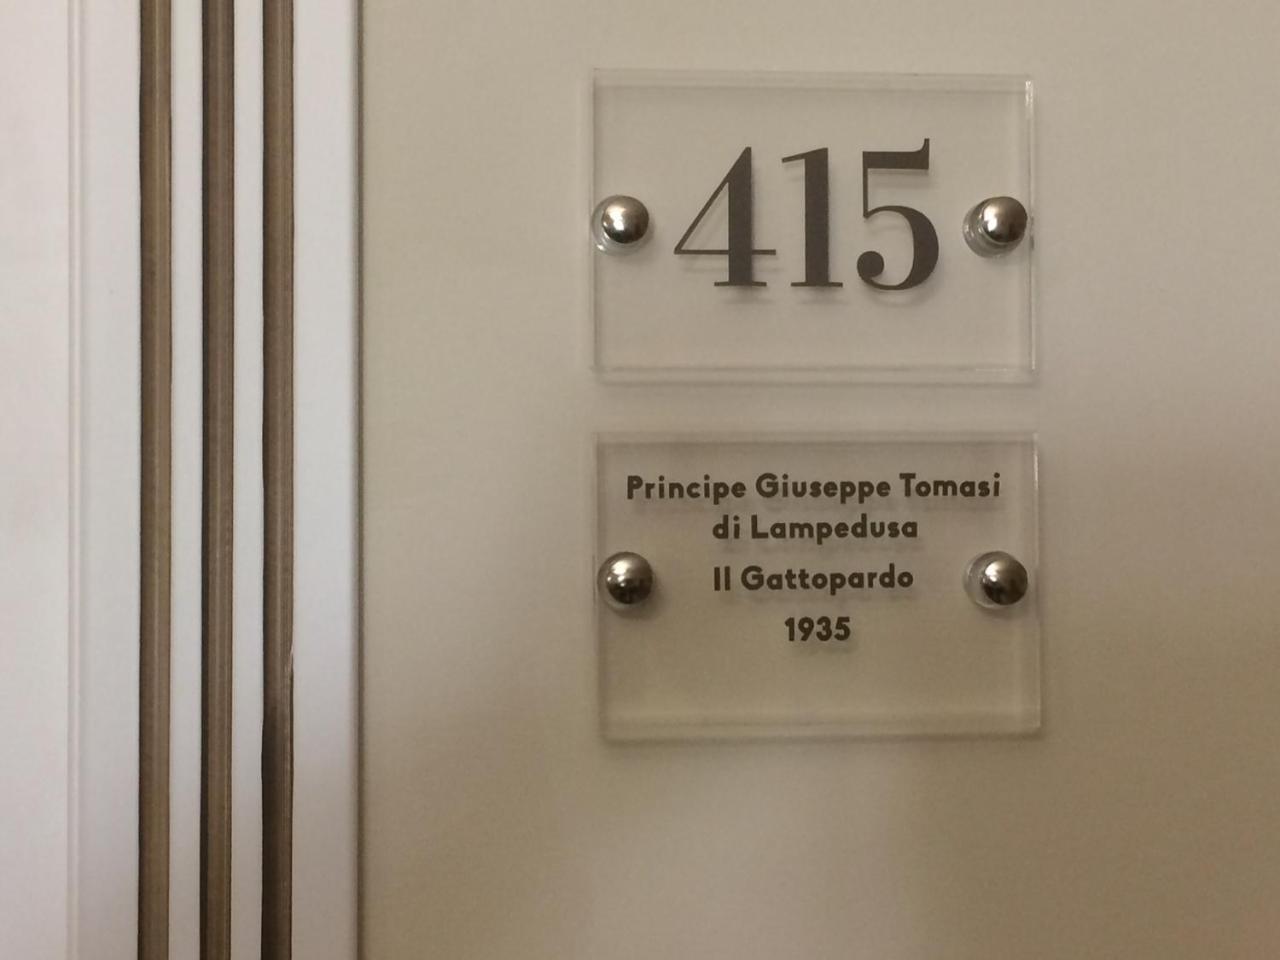 415
Principe Giuseppe Tomasi
di Lampedusa
Il Gattopardo
1935